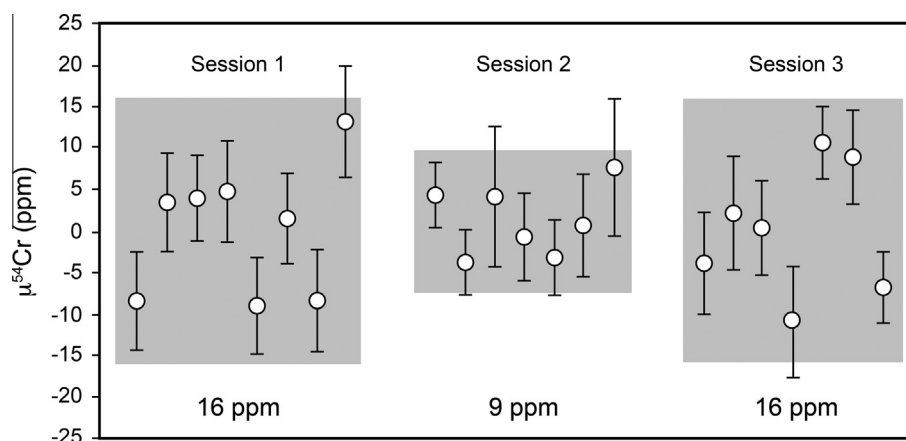 25
20
15
10
5
0
-5
-10
-15
-20
-25
μ⁵⁴Cr (ppm)
Session 1
Session 2
Session 3
16 ppm
9 ppm
16 ppm